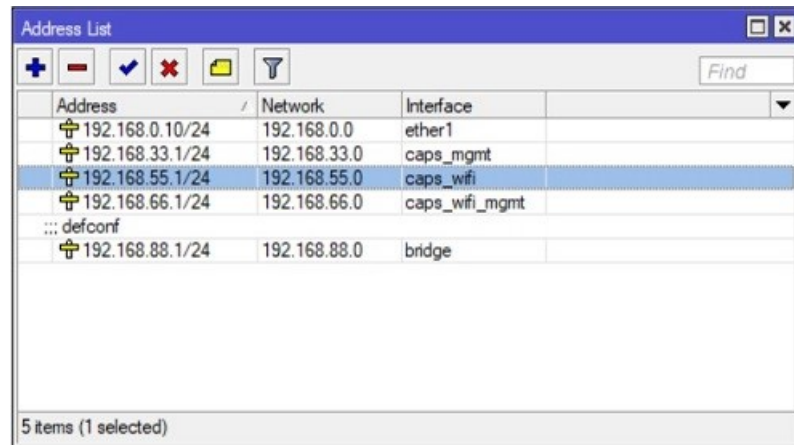 Address List
Find
Address / Network Interface
192.168.0.10/24 192.168.0.0 ether1
192.168.33.1/24 192.168.33.0 caps_mgmt
192.168.55.1/24 192.168.55.0 caps_wifi
192.168.66.1/24 192.168.66.0 caps_wifi_mgmt
;;; defconf
192.168.88.1/24 192.168.88.0 bridge
5 items (1 selected)